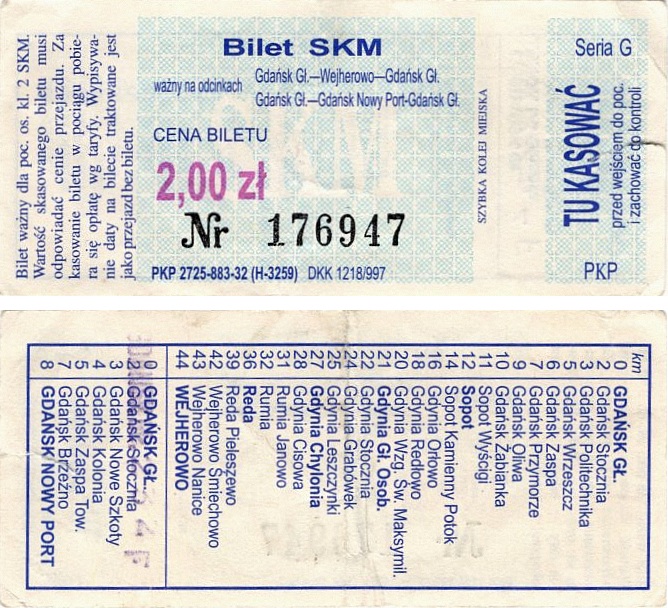 Bilet ważny dla poc. os. kl. 2 SKM.
Wartość skasowanego biletu musi
odpowiadać cenie przejazdu. Za
kasowanie biletu w pociągu pobie-
ra się opłatę wg taryfy. Wypisywa-
nie daty na bilecie traktowane jest
jako przejazd bez biletu.
Bilet SKM
ważny na odcinkach
Gdańsk Gł.—Wejherowo—Gdańsk Gł.
Gdańsk Gł.—Gdańsk Nowy Port-Gdańsk Gł.
CENA BILETU
2,00 zł
Nr 176947
PKP 2725-883-32 (H-3259) DKK 1218/997
SKM
SZYBKA KOLEJ MIEJSKA
Seria G
TU KASOWAĆ
przed wejściem do poc.
i zachować do kontroli
PKP
km
0 GDAŃSK GŁ.
2 Gdańsk Stocznia
3 Gdańsk Politechnika
5 Gdańsk Wrzeszcz
6 Gdańsk Zaspa
7 Gdańsk Przymorze
9 Gdańsk Oliwa
10 Gdańsk Żabianka
11 Sopot Wyścigi
12 Sopot
14 Sopot Kamienny Potok
16 Gdynia Orłowo
18 Gdynia Redłowo
20 Gdynia Wzg. Św. Maksymil.
21 Gdynia Gł. Osob.
22 Gdynia Stocznia
24 Gdynia Grabówek
25 Gdynia Leszczynki
27 Gdynia Chylonia
28 Gdynia Cisowa
31 Rumia Janowo
32 Rumia
36 Reda
39 Reda Pieleszewo
42 Wejherowo Śmiechowo
43 Wejherowo Nanice
44 WEJHEROWO
0 GDAŃSK GŁ.
2 Gdańsk Stocznia
3 Gdańsk Nowe Szkoty
4 Gdańsk Kolonia
5 Gdańsk Zaspa Tow.
7 Gdańsk Brzeźno
8 GDAŃSK NOWY PORT